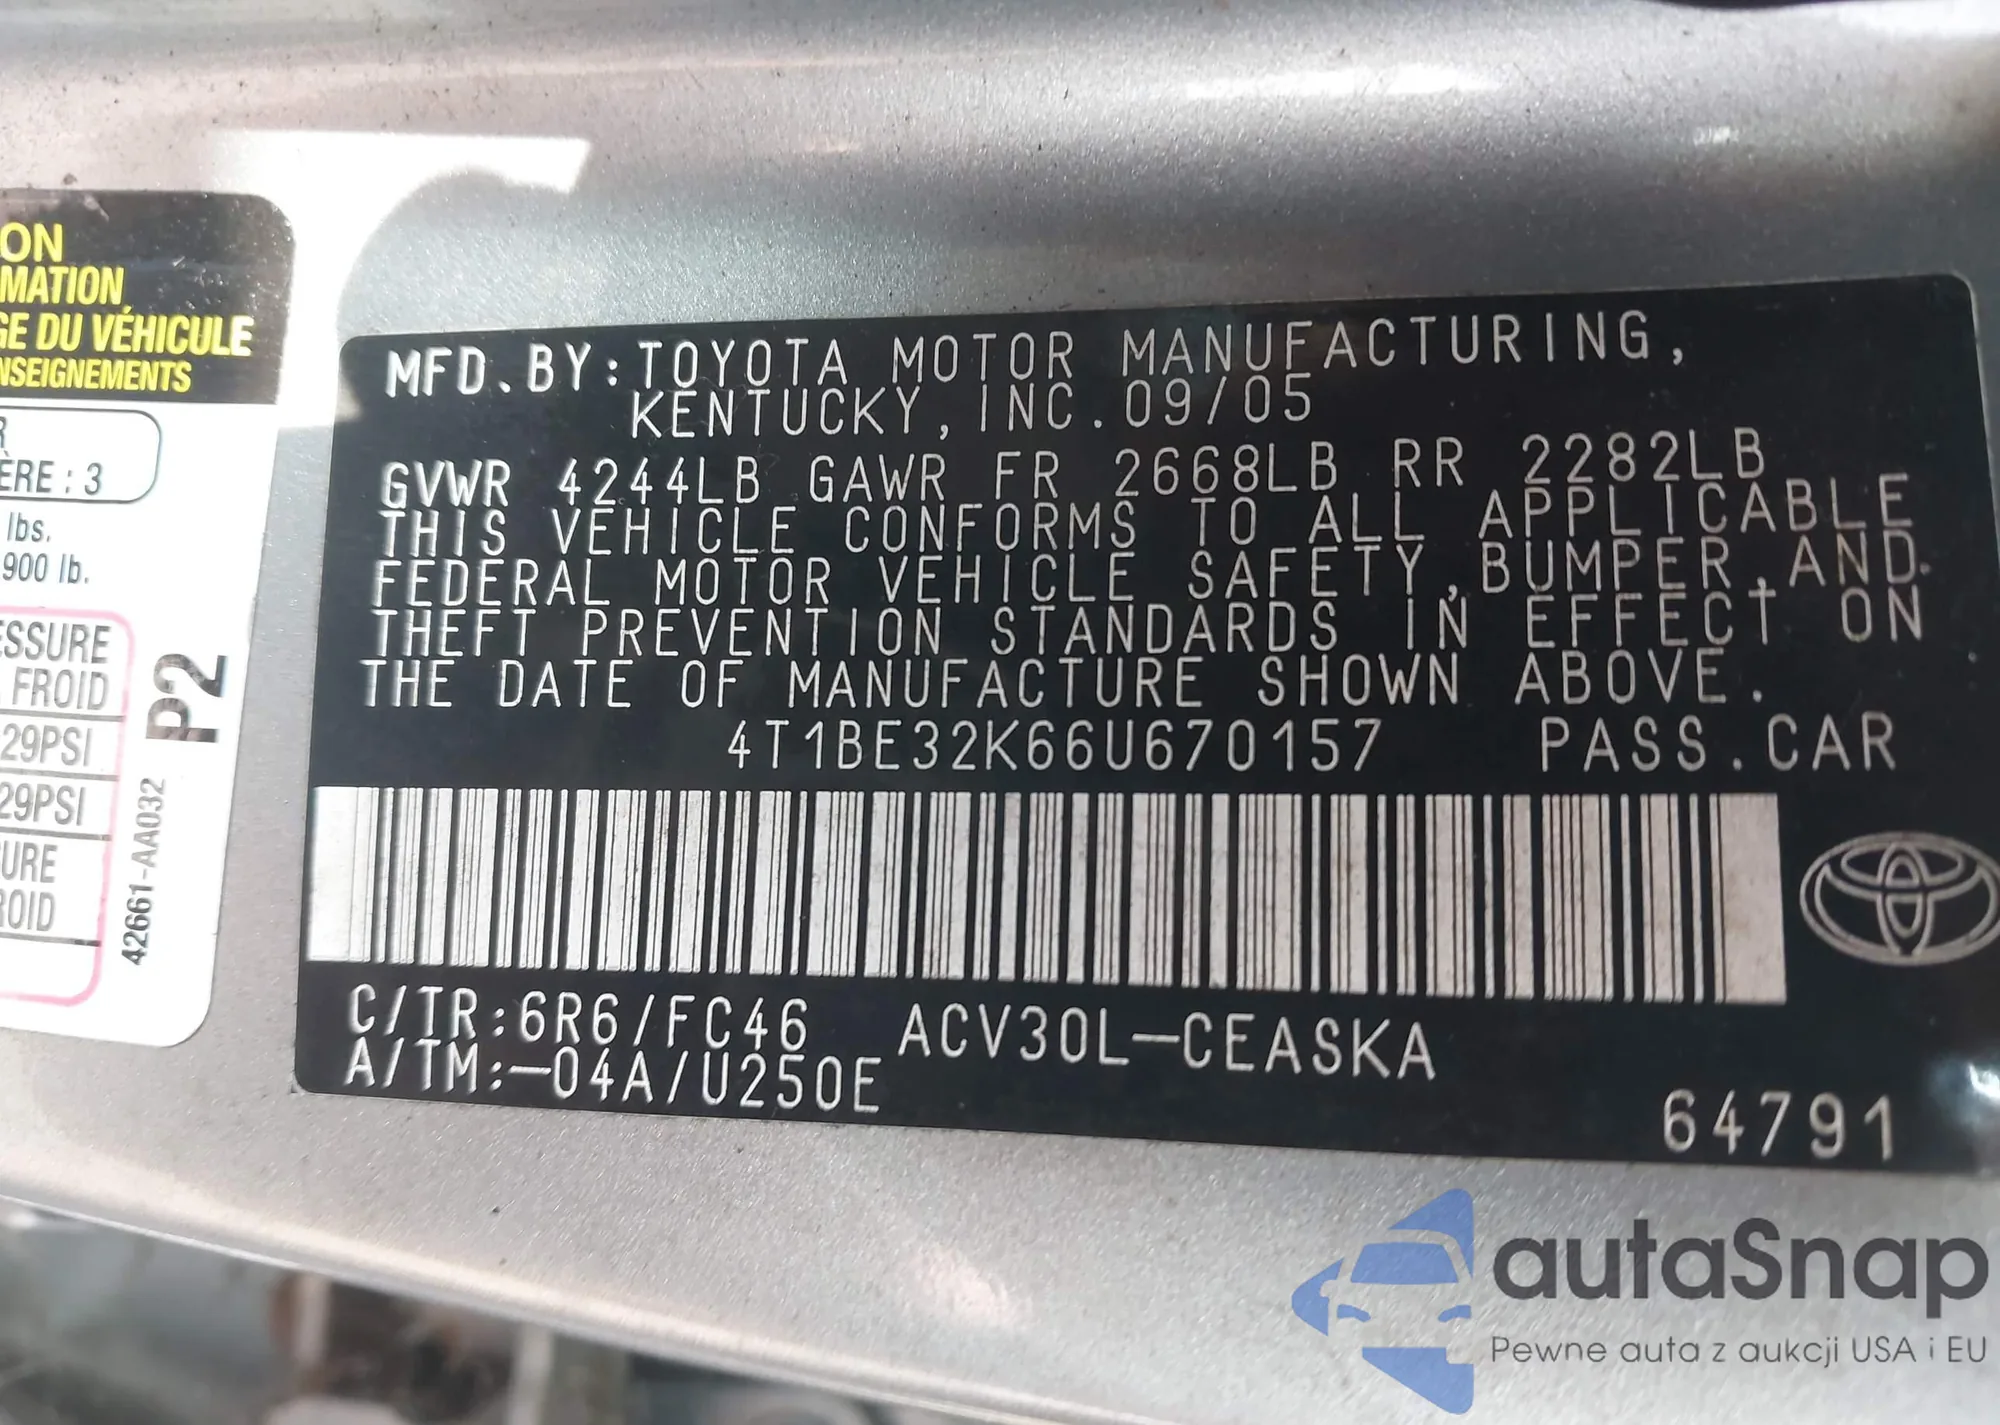 ON
MATION
GE DU VÉHICULE
NSEIGNEMENTS
R
ÈRE : 3
lbs.
900 lb.
ESSURE
FROID
29PSI
29PSI
URE
ROID
P2
42661-AA032
MFD.BY:TOYOTA MOTOR MANUFACTURING,
KENTUCKY, INC.09/05
GVWR 4244LB GAWR FR 2668LB RR 2282LB
THIS VEHICLE CONFORMS TO ALL APPLICABLE
FEDERAL MOTOR VEHICLE SAFETY,BUMPER,AND
THEFT PREVENTION STANDARDS IN EFFECT ON
THE DATE OF MANUFACTURE SHOWN ABOVE.
4T1BE32K66U670157 PASS.CAR
C/TR:6R6/FC46 ACV30L-CEASKA
A/TM:-04A/U250E
64791
autaSnap
Pewne auta z aukcji USA i EU